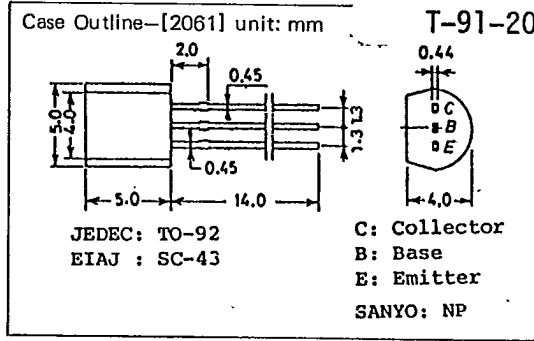 Case Outline—[2061] unit: mm
T-91-20
2.0
0.44
0.45
C
B
E
5.0
4.0
1.3
1.3
0.45
5.0
14.0
4.0
JEDEC: TO-92
EIAJ : SC-43
C: Collector
B: Base
E: Emitter
SANYO: NP